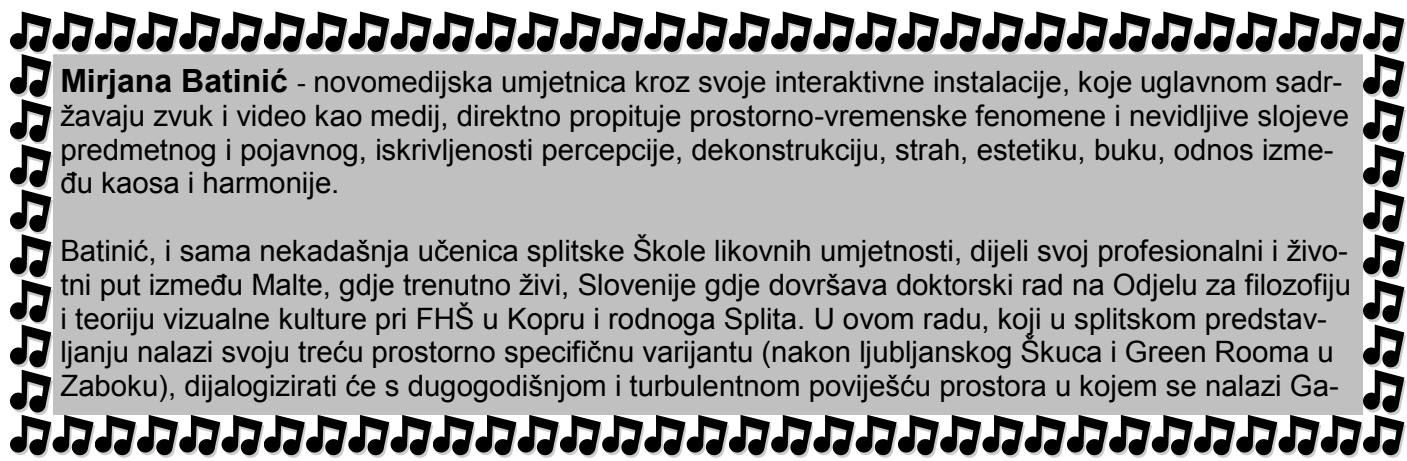 Mirjana Batinić - novomedijska umjetnica kroz svoje interaktivne instalacije, koje uglavnom sadr-
žavaju zvuk i video kao medij, direktno propituje prostorno-vremenske fenomene i nevidljive slojeve
predmetnog i pojavnog, iskrivljenosti percepcije, dekonstrukciju, strah, estetiku, buku, odnos izme-
đu kaosa i harmonije.
Batinić, i sama nekadašnja učenica splitske Škole likovnih umjetnosti, dijeli svoj profesionalni i živo-
tni put između Malte, gdje trenutno živi, Slovenije gdje dovršava doktorski rad na Odjelu za filozofiju
i teoriju vizualne kulture pri FHŠ u Kopru i rodnoga Splita. U ovom radu, koji u splitskom predstav-
ljanju nalazi svoju treću prostorno specifičnu varijantu (nakon ljubljanskog Škuca i Green Rooma u
Zaboku), dijalogizirati će s dugogodišnjom i turbulentnom poviješću prostora u kojem se nalazi Ga-